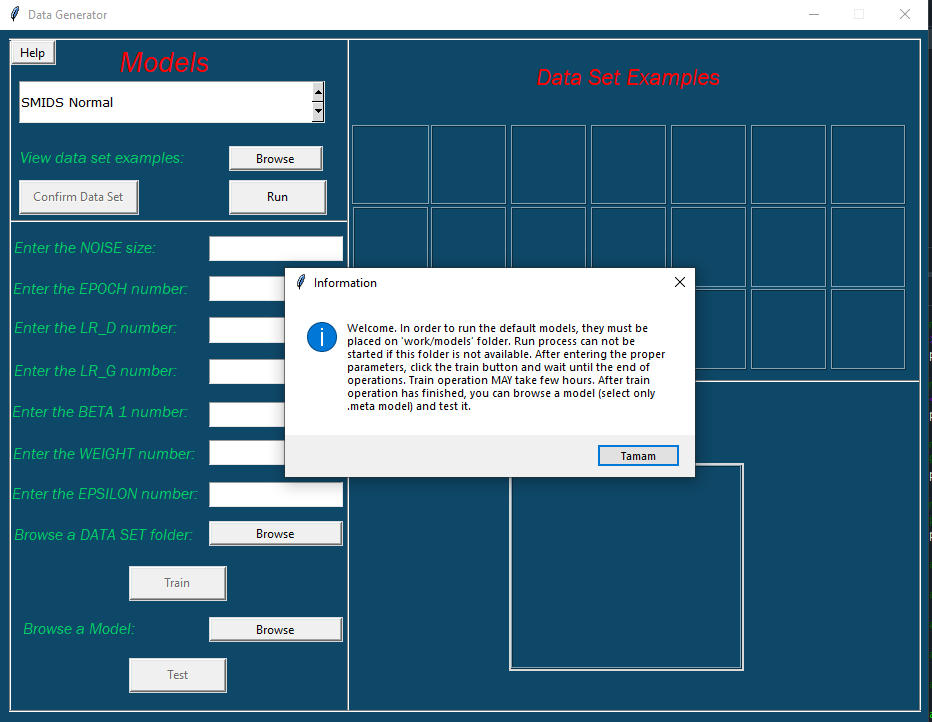 Data Generator
Help
Models
SMIDS Normal
View data set examples:
Browse
Confirm Data Set
Run
Data Set Examples
Enter the NOISE size:
Enter the EPOCH number:
Enter the LR_D number:
Enter the LR_G number:
Enter the BETA 1 number:
Enter the WEIGHT number:
Enter the EPSILON number:
Browse a DATA SET folder:
Browse
Train
Browse a Model:
Browse
Test
Information
Welcome. In order to run the default models, they must be
placed on 'work/models' folder. Run process can not be
started if this folder is not available. After entering the proper
parameters, click the train button and wait until the end of
operations. Train operation MAY take few hours. After train
operation has finished, you can browse a model (select only
.meta model) and test it.
Tamam